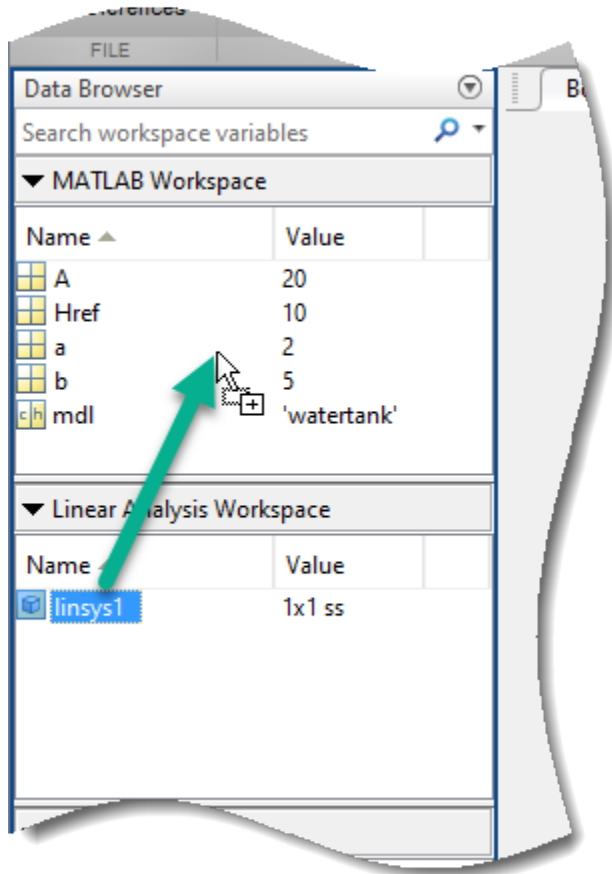 FILE
Data Browser
Search workspace variables
MATLAB Workspace
Name Value
A 20
Href 10
a 2
b 5
ch mdl 'watertank'
Linear Analysis Workspace
Name Value
linsys1 1x1 ss